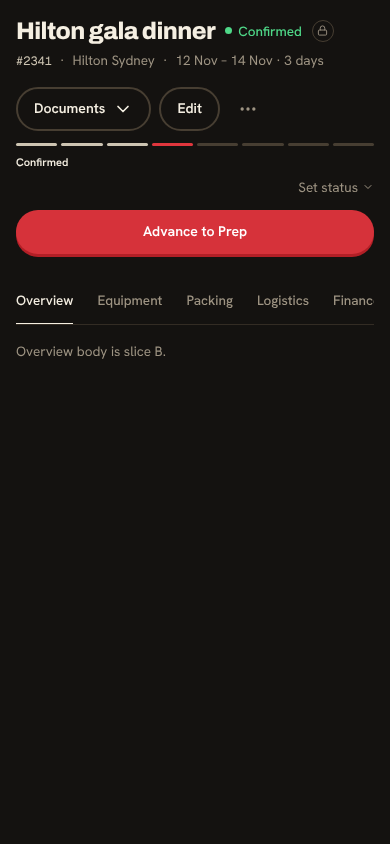 Hilton gala dinner Confirmed
#2341 · Hilton Sydney · 12 Nov – 14 Nov · 3 days
Documents Edit
Confirmed
Set status
Advance to Prep
Overview Equipment Packing Logistics Financ
Overview body is slice B.